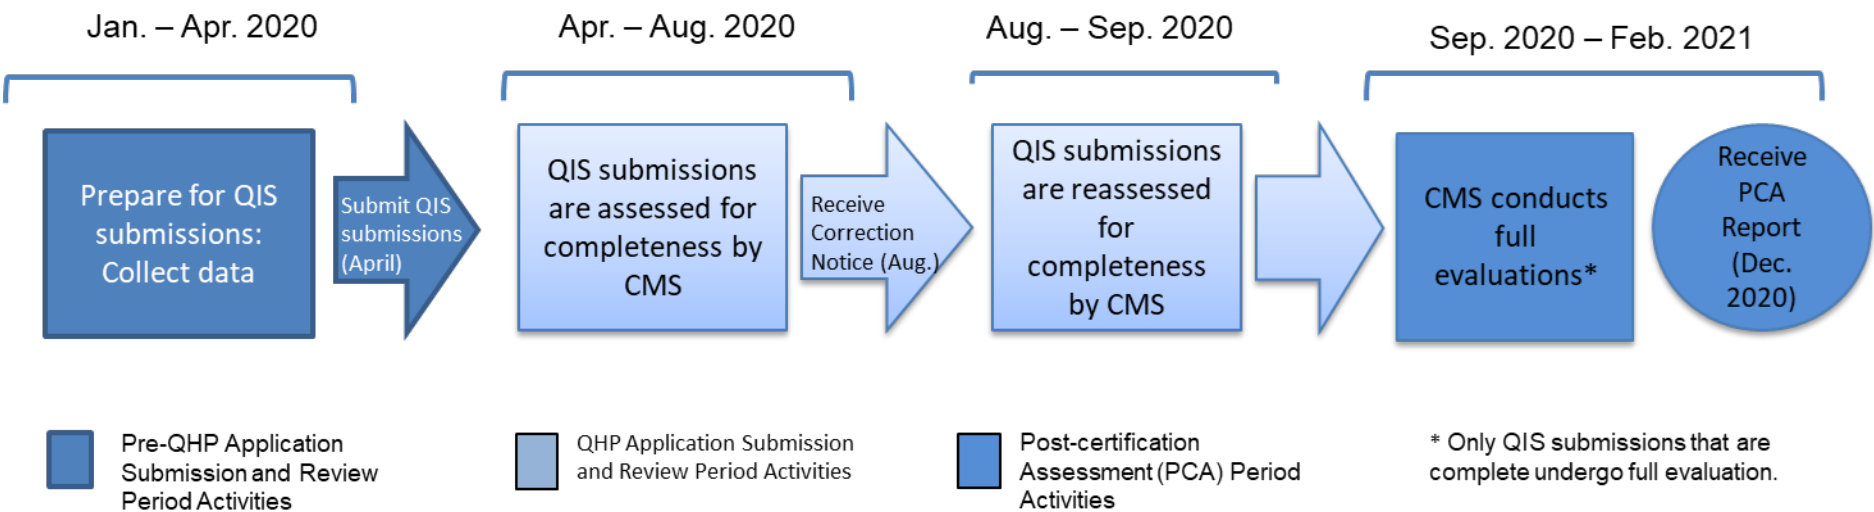 Jan. – Apr. 2020
Apr. – Aug. 2020
Aug. – Sep. 2020
Sep. 2020 – Feb. 2021
Prepare for QIS
submissions:
Collect data
Submit QIS
submissions
(April)
QIS submissions
are assessed for
completeness by
CMS
Receive
Correction
Notice (Aug.)
QIS submissions
are reassessed
for
completeness
by CMS
CMS conducts
full
evaluations*
Receive
PCA
Report
(Dec.
2020)
Pre-QHP Application
Submission and Review
Period Activities
QHP Application Submission
and Review Period Activities
Post-certification
Assessment (PCA) Period
Activities
* Only QIS submissions that are
complete undergo full evaluation.